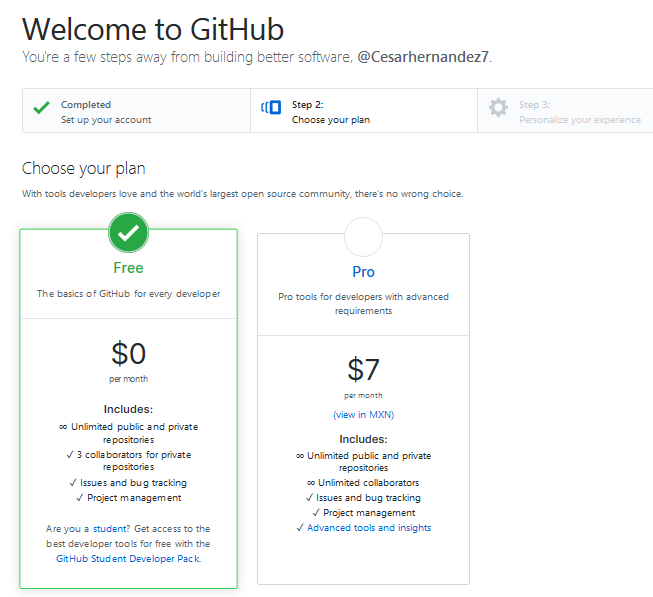 Welcome to GitHub
You're a few steps away from building better software, @Cesarhernandez7.
Completed
Set up your account
Step 2:
Choose your plan
Step 3:
Personalize your experience
Choose your plan
With tools developers love and the world's largest open source community, there's no wrong choice.
Free
The basics of GitHub for every developer
$0
per month
Includes:
∞ Unlimited public and private
repositories
✓ 3 collaborators for private
repositories
✓ Issues and bug tracking
✓ Project management
Are you a student? Get access to the
best developer tools for free with the
GitHub Student Developer Pack.
Pro
Pro tools for developers with advanced
requirements
$7
per month
(view in MXN)
Includes:
∞ Unlimited public and private
repositories
∞ Unlimited collaborators
✓ Issues and bug tracking
✓ Project management
✓ Advanced tools and insights